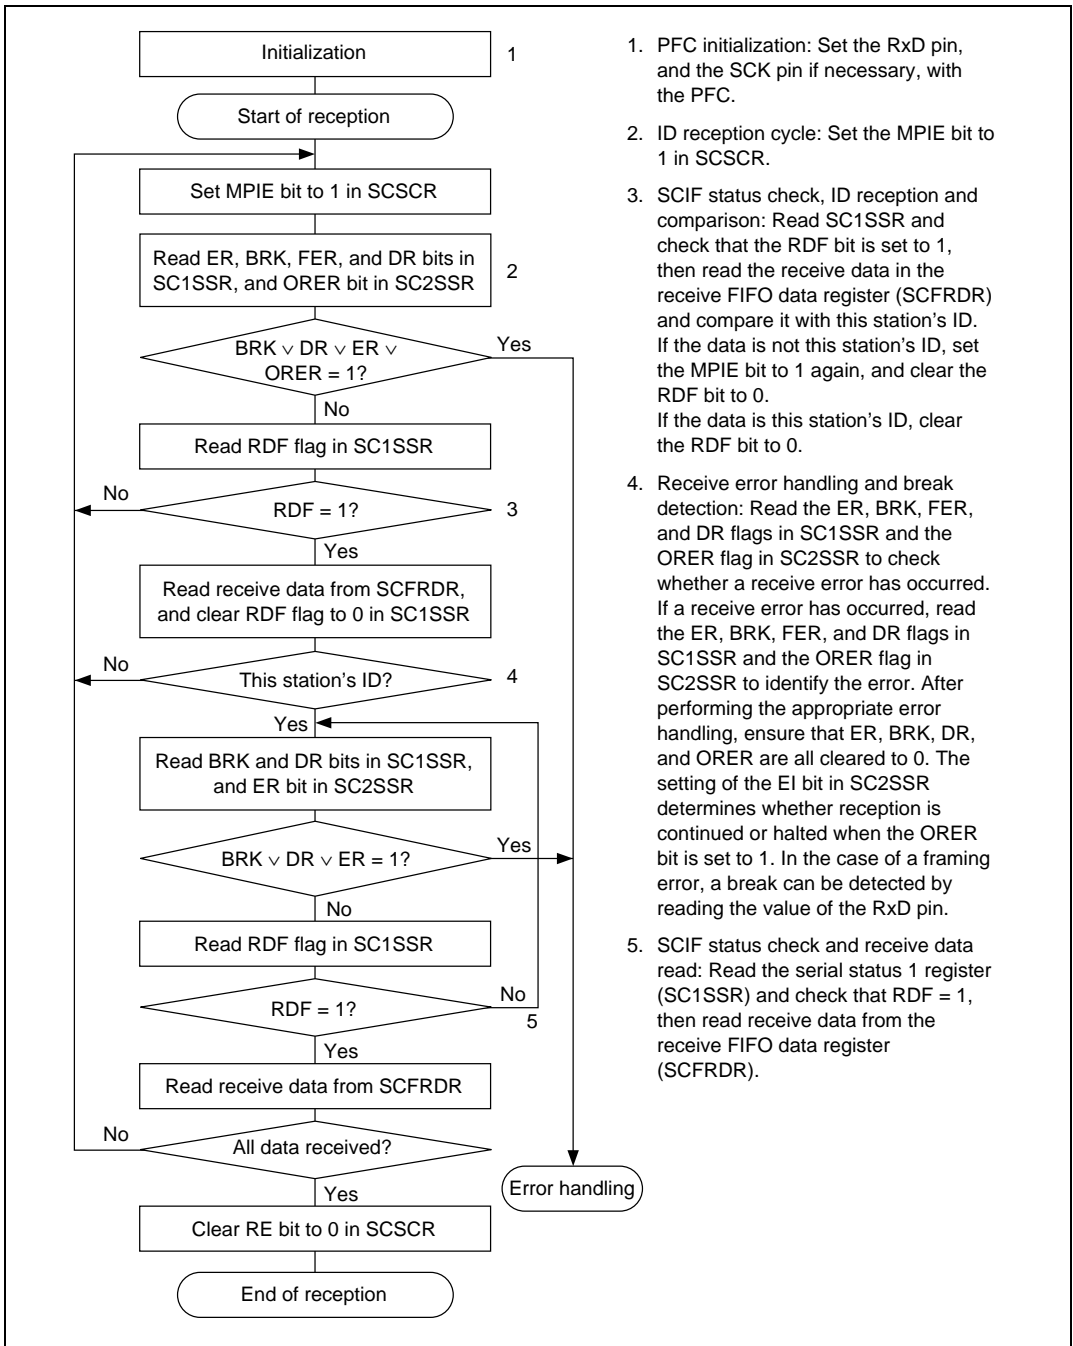 Initialization
1
Start of reception
Set MPIE bit to 1 in SCSCR
Read ER, BRK, FER, and DR bits in
SC1SSR, and ORER bit in SC2SSR
2
BRK ∨ DR ∨ ER ∨
ORER = 1?
Yes
No
Read RDF flag in SC1SSR
No
RDF = 1?
3
Yes
Read receive data from SCFRDR,
and clear RDF flag to 0 in SC1SSR
No
This station's ID?
4
Yes
Read BRK and DR bits in SC1SSR,
and ER bit in SC2SSR
BRK ∨ DR ∨ ER = 1?
Yes
No
Read RDF flag in SC1SSR
RDF = 1?
No
5
Yes
Read receive data from SCFRDR
No
All data received?
Yes
Error handling
Clear RE bit to 0 in SCSCR
End of reception
1. PFC initialization: Set the RxD pin,
and the SCK pin if necessary, with
the PFC.
2. ID reception cycle: Set the MPIE bit to
1 in SCSCR.
3. SCIF status check, ID reception and
comparison: Read SC1SSR and
check that the RDF bit is set to 1,
then read the receive data in the
receive FIFO data register (SCFRDR)
and compare it with this station's ID.
If the data is not this station's ID, set
the MPIE bit to 1 again, and clear the
RDF bit to 0.
If the data is this station's ID, clear
the RDF bit to 0.
4. Receive error handling and break
detection: Read the ER, BRK, FER,
and DR flags in SC1SSR and the
ORER flag in SC2SSR to check
whether a receive error has occurred.
If a receive error has occurred, read
the ER, BRK, FER, and DR flags in
SC1SSR and the ORER flag in
SC2SSR to identify the error. After
performing the appropriate error
handling, ensure that ER, BRK, DR,
and ORER are all cleared to 0. The
setting of the EI bit in SC2SSR
determines whether reception is
continued or halted when the ORER
bit is set to 1. In the case of a framing
error, a break can be detected by
reading the value of the RxD pin.
5. SCIF status check and receive data
read: Read the serial status 1 register
(SC1SSR) and check that RDF = 1,
then read receive data from the
receive FIFO data register
(SCFRDR).